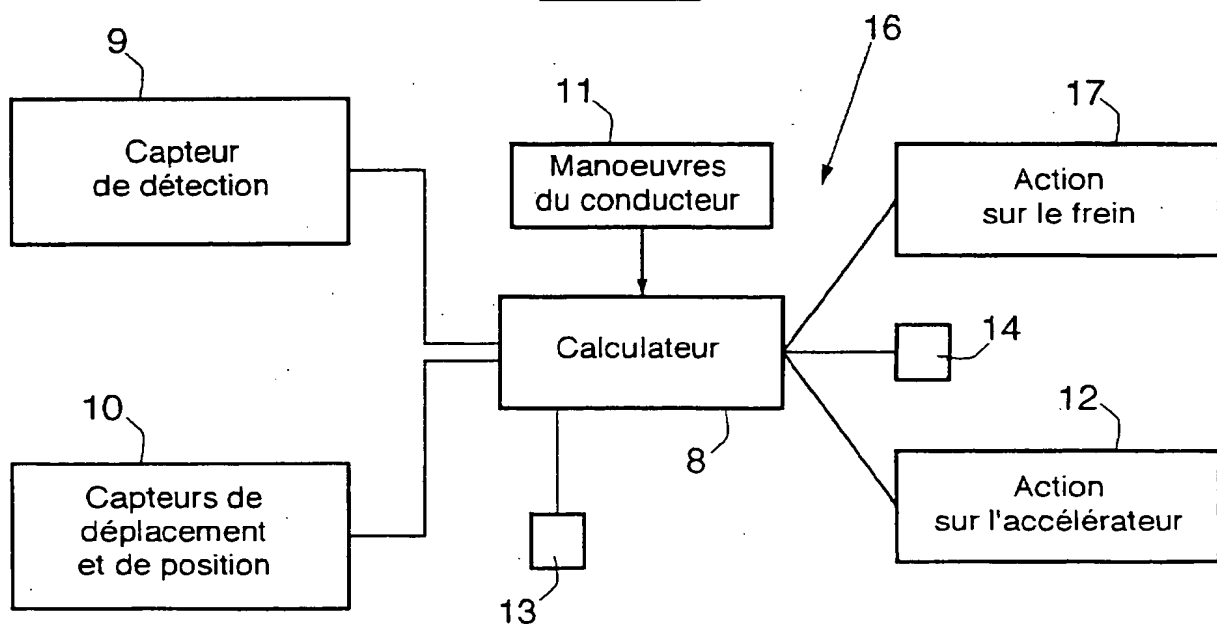 9
Capteur
de détection
11
Manoeuvres
du conducteur
16
17
Action
sur le frein
Calculateur
14
10
Capteurs de
déplacement
et de position
8
12
Action
sur l'accélérateur
13